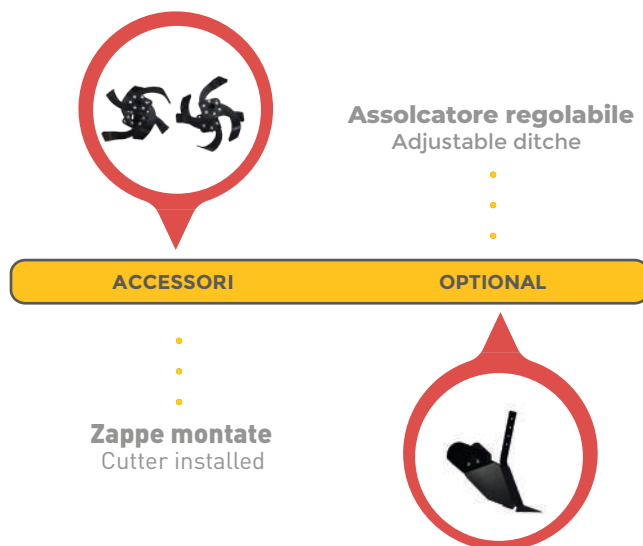 Assolcatore regolabile
Adjustable ditche
ACCESSORI
OPTIONAL
Zappe montate
Cutter installed